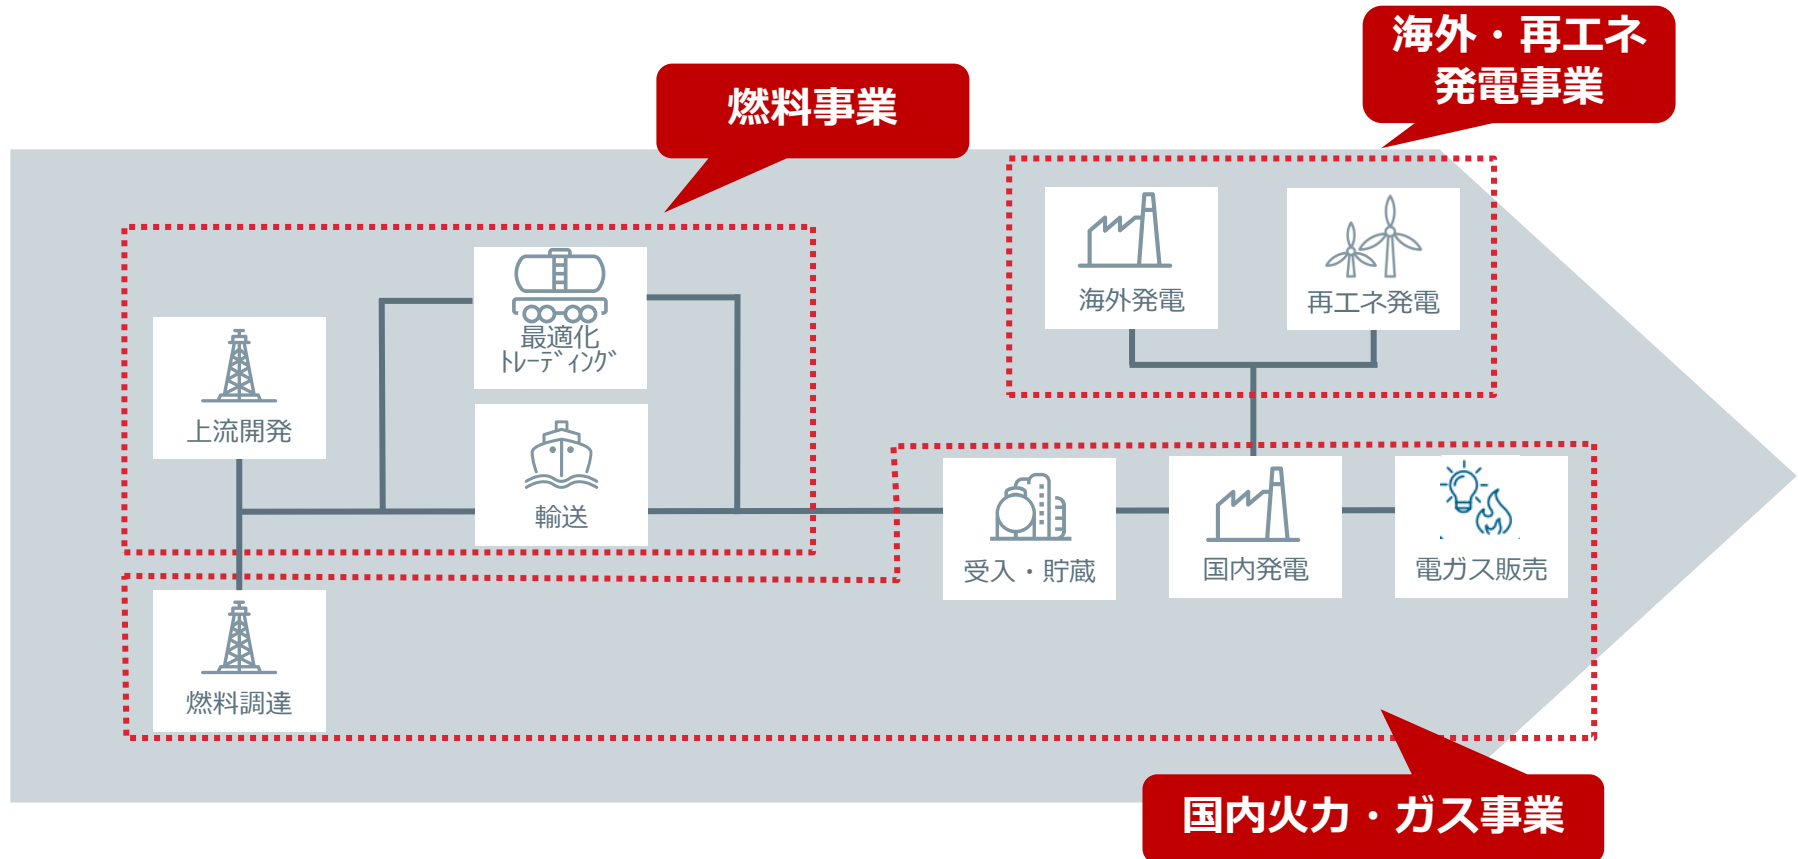 海外・再エネ
発電事業
燃料事業
海外発電
再エネ発電
最適化
ﾄﾚｰﾃﾞｨﾝｸﾞ
上流開発
輸送
受入・貯蔵
国内発電
電ガス販売
燃料調達
国内火力・ガス事業